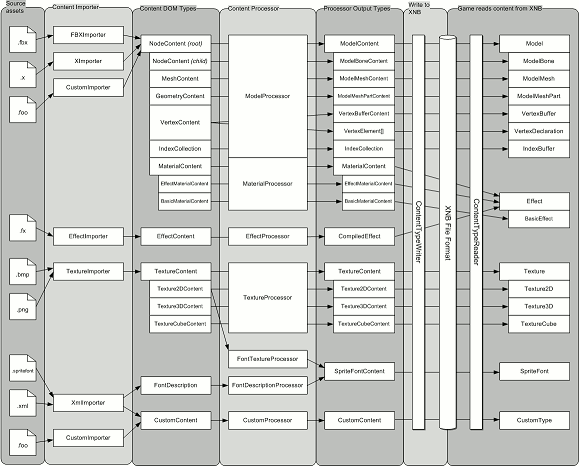 Source assets
Content Importer
Content DOM Types
Content Processor
Processor Output Types
Write to XNB
Game reads content from XNB
.fbx
FBXImporter
NodeContent (root)
ModelContent
Model
NodeContent (child)
ModelBoneContent
ModelBone
.x
XImporter
MeshContent
ModelProcessor
ModelMeshContent
ModelMesh
CustomImporter
GeometryContent
ModelMeshPartContent
ModelMeshPart
.foo
VertexContent
VertexBufferContent
VertexBuffer
VertexElement[]
VertexDeclaration
IndexCollection
IndexCollection
IndexBuffer
MaterialContent
MaterialContent
EffectMaterialContent
MaterialProcessor
EffectMaterialContent
Effect
BasicMaterialContent
BasicMaterialContent
BasicEffect
.fx
EffectImporter
EffectContent
EffectProcessor
CompiledEffect
ContentTypeWriter
XNB File Format
ContentTypeReader
.bmp
TextureImporter
TextureContent
TextureContent
Texture
Texture2DContent
TextureProcessor
Texture2DContent
Texture2D
.png
Texture3DContent
Texture3DContent
Texture3D
TextureCubeContent
TextureCubeContent
TextureCube
FontTextureProcessor
.spritefont
SpriteFontContent
SpriteFont
FontDescription
FontDescriptionProcessor
.xml
XmlImporter
CustomContent
CustomProcessor
CustomContent
CustomType
.foo
CustomImporter